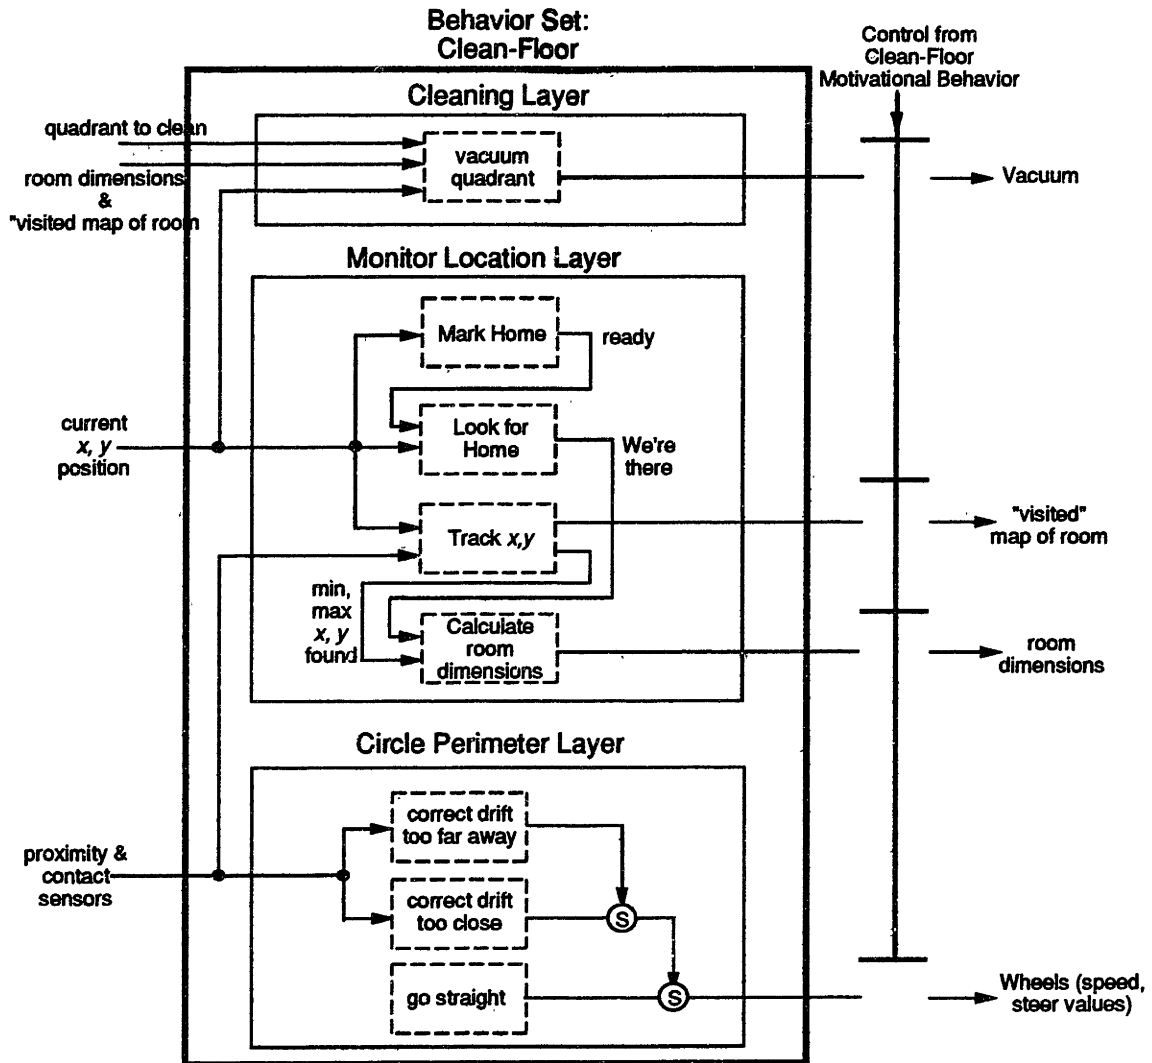 Behavior Set:
Clean-Floor
Control from
Clean-Floor
Motivational Behavior
Cleaning Layer
quadrant to clean
room dimensions
&
"visited map of room
vacuum
quadrant
Vacuum
Monitor Location Layer
Mark Home
ready
current
x, y
position
Look for
Home
We're
there
Track x,y
"visited"
map of room
min,
max
x, y
found
Calculate
room
dimensions
room
dimensions
Circle Perimeter Layer
correct drift
too far away
proximity &
contact
sensors
correct drift
too close
S
go straight
S
Wheels (speed,
steer values)